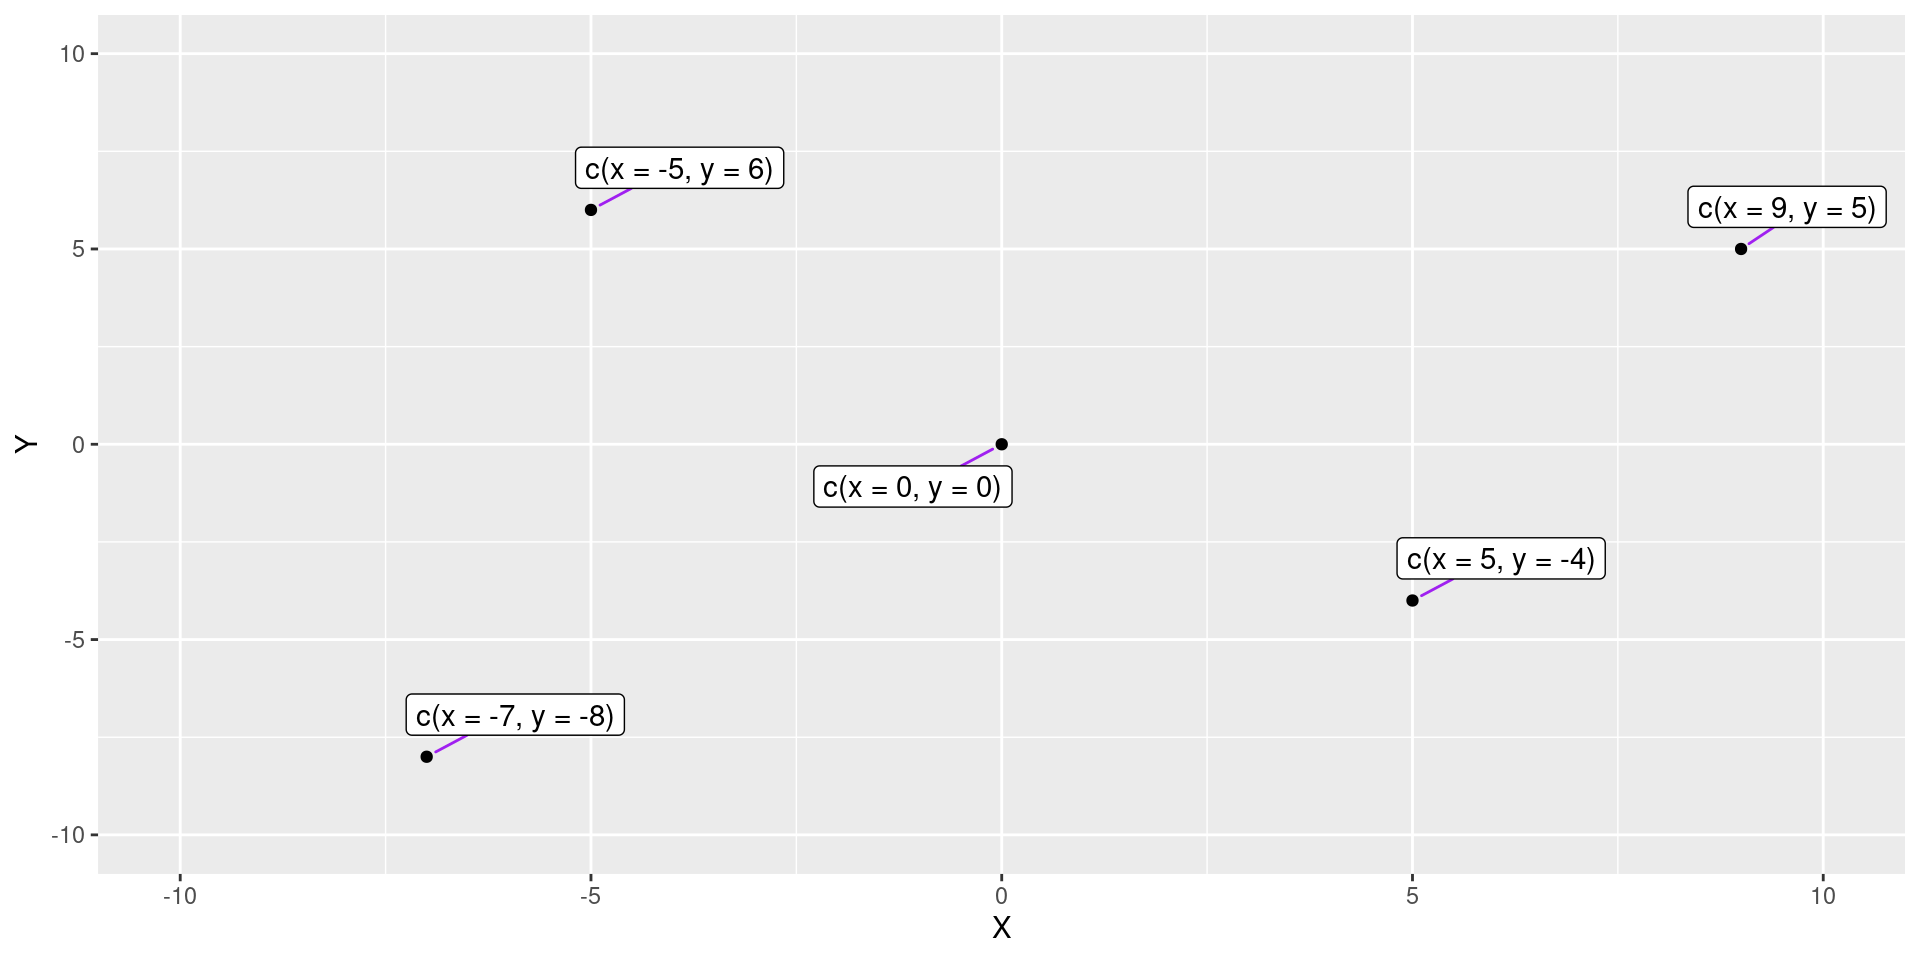 10
c(x = -5, y = 6)
c(x = 9, y = 5)
5
Y
0
c(x = 0, y = 0)
c(x = 5, y = -4)
-5
c(x = -7, y = -8)
-10
-10 -5 0 5 10
X